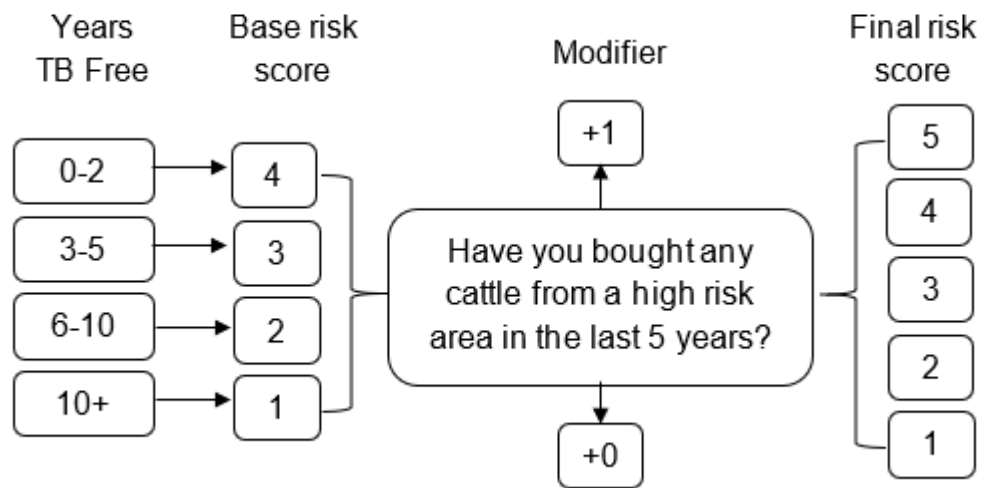 Years
TB Free
Base risk
score
Modifier
Final risk
score
0-2
3-5
6-10
10+
4
3
2
1
+1
Have you bought any
cattle from a high risk
area in the last 5 years?
+0
5
4
3
2
1